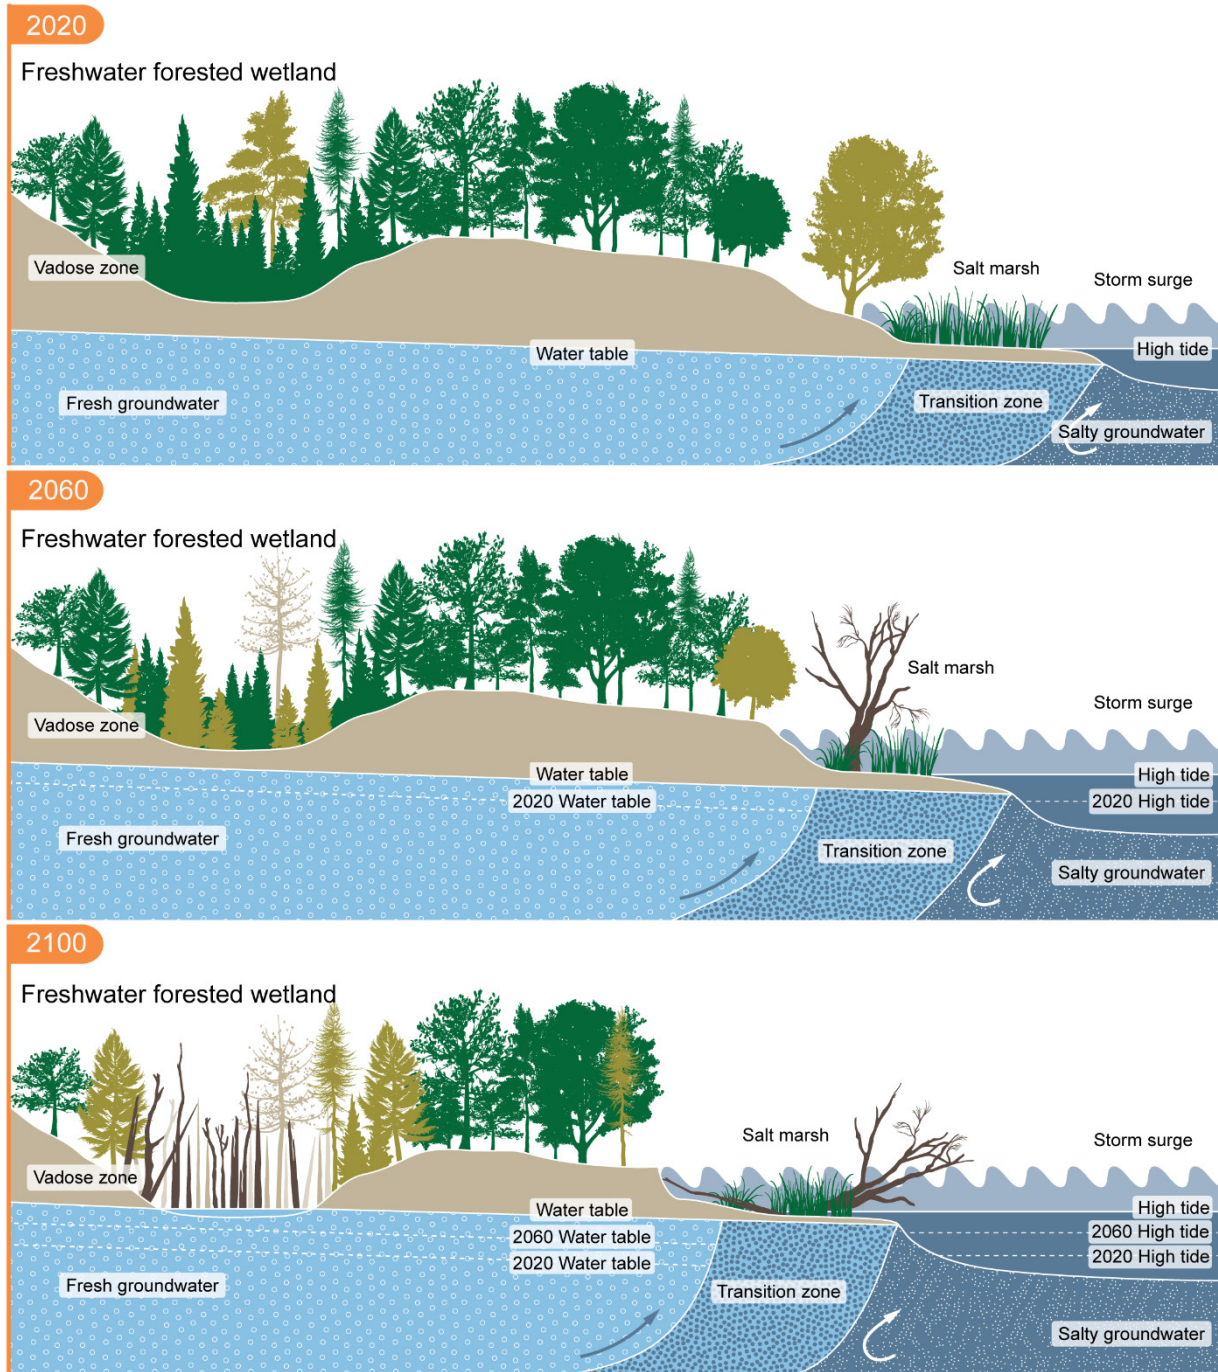 2020
Freshwater forested wetland
Salt marsh
Vadose zone
Storm surge
Water table
High tide
Fresh groundwater
Transition zone
Salty groundwater
2060
Freshwater forested wetland
Salt marsh
Vadose zone
Storm surge
Water table
High tide
2020 Water table
2020 High tide
Fresh groundwater
Transition zone
Salty groundwater
2100
Freshwater forested wetland
Salt marsh
Storm surge
Vadose zone
Water table
High tide
2060 Water table
2060 High tide
2020 Water table
2020 High tide
Fresh groundwater
Transition zone
Salty groundwater